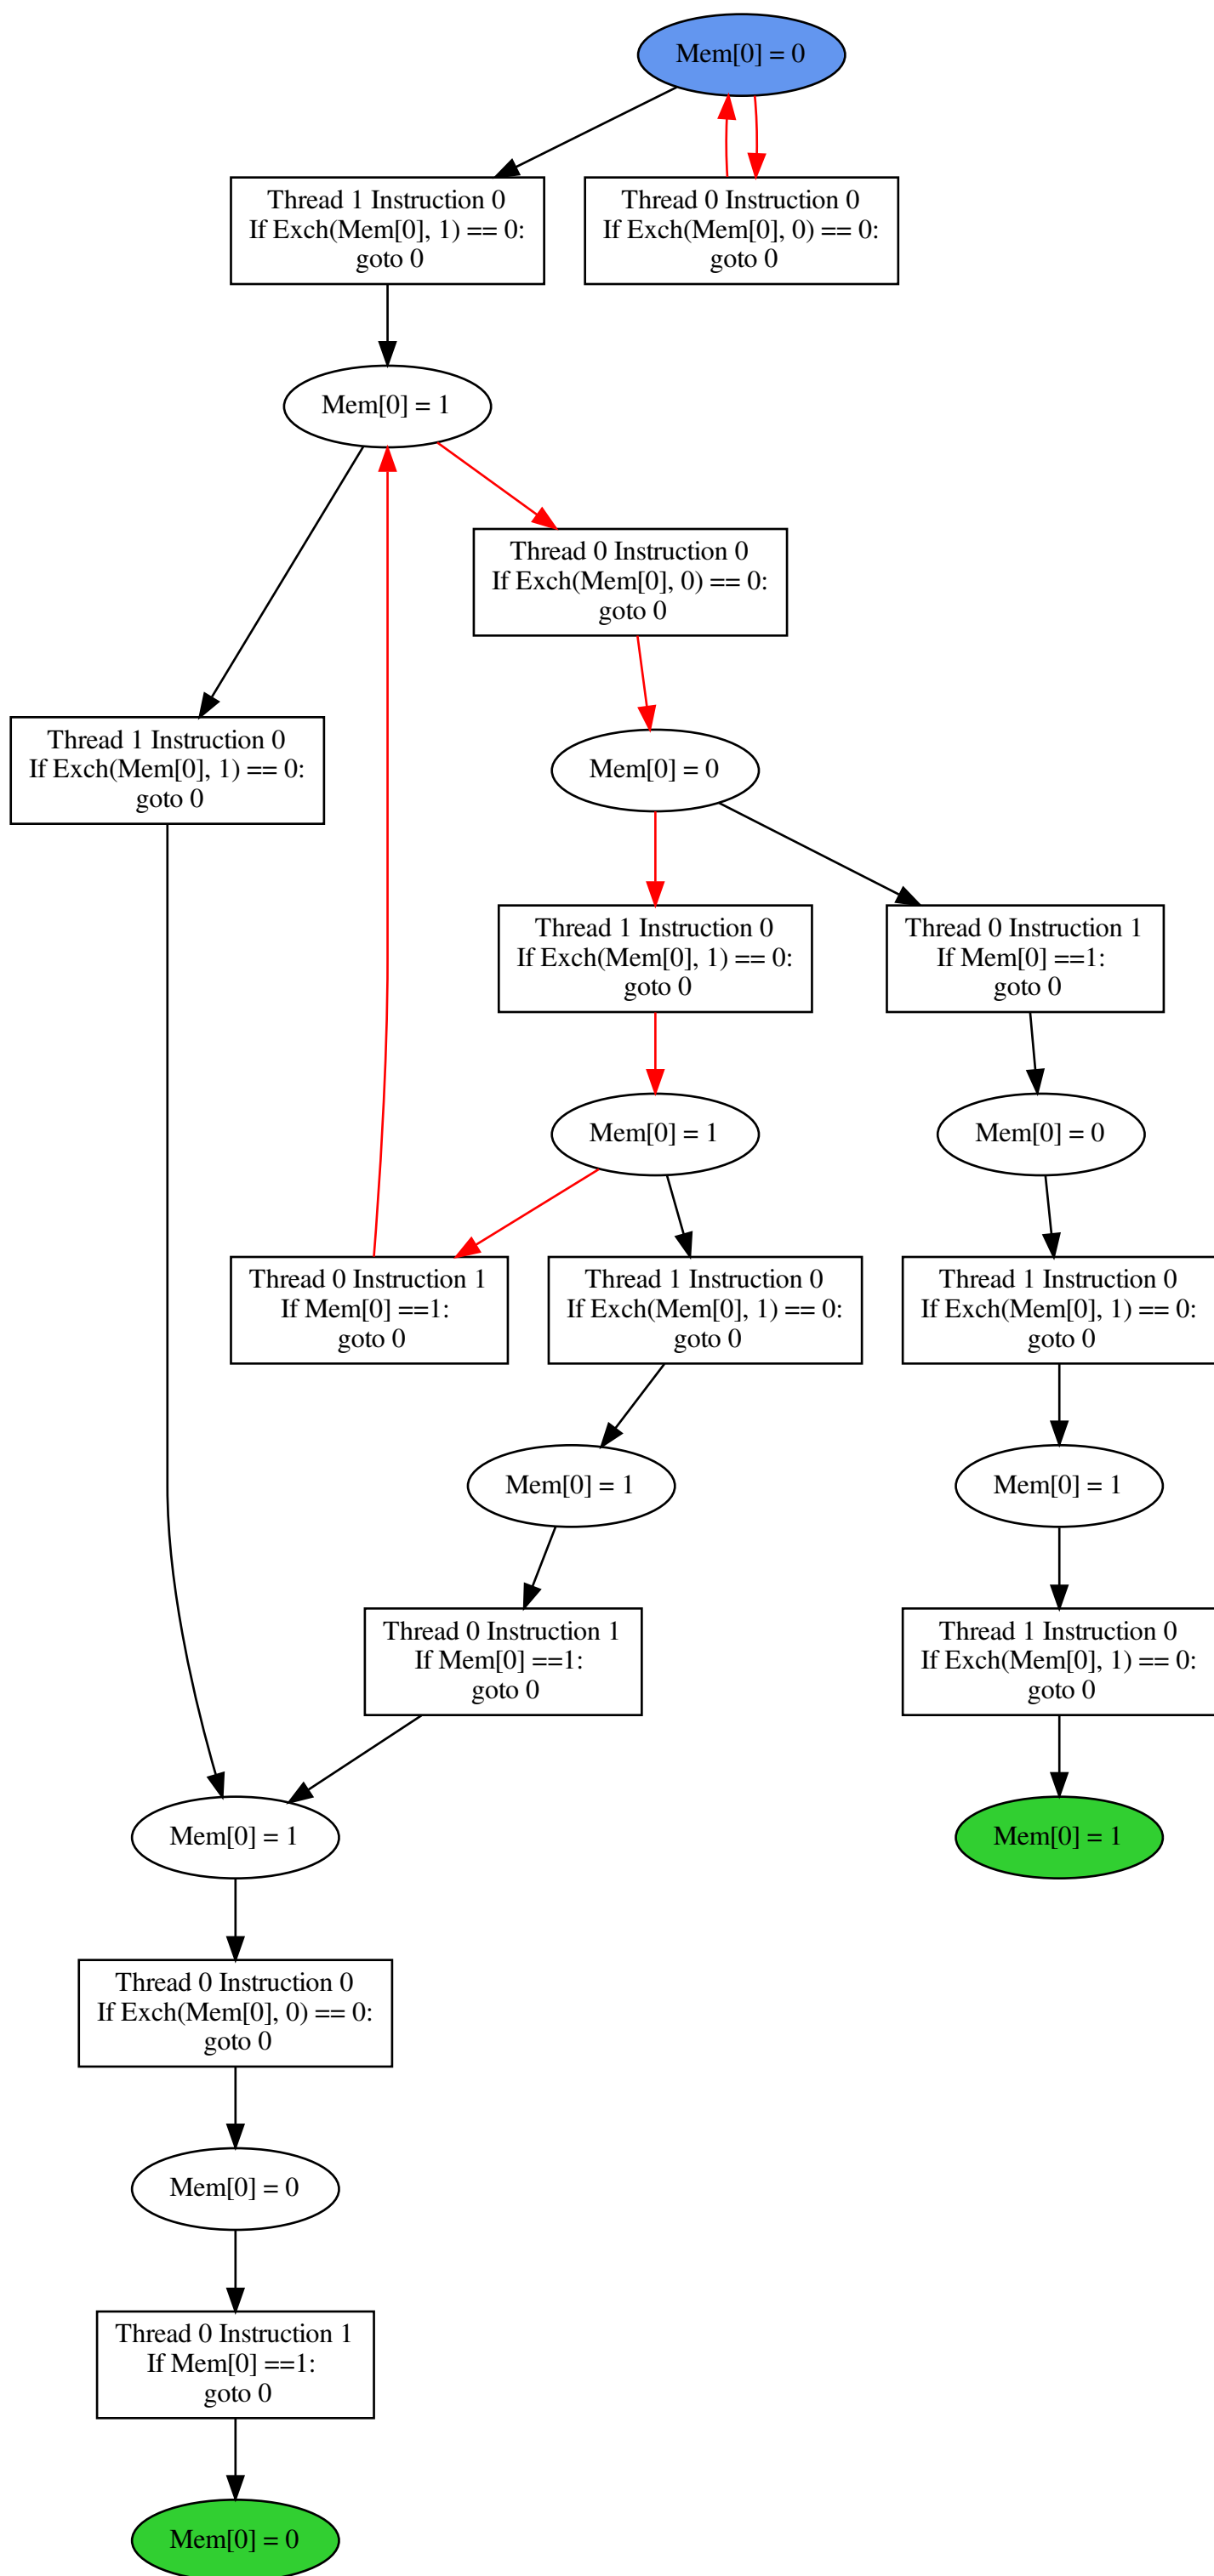 Mem[0] = 0
Thread 1 Instruction 0
If Exch(Mem[0], 1) == 0:
goto 0
Thread 0 Instruction 0
If Exch(Mem[0], 0) == 0:
goto 0
Mem[0] = 1
Thread 0 Instruction 0
If Exch(Mem[0], 0) == 0:
goto 0
Thread 1 Instruction 0
If Exch(Mem[0], 1) == 0:
goto 0
Mem[0] = 0
Thread 1 Instruction 0
If Exch(Mem[0], 1) == 0:
goto 0
Thread 0 Instruction 1
If Mem[0] ==1:
goto 0
Mem[0] = 1
Mem[0] = 0
Thread 0 Instruction 1
If Mem[0] ==1:
goto 0
Thread 1 Instruction 0
If Exch(Mem[0], 1) == 0:
goto 0
Thread 1 Instruction 0
If Exch(Mem[0], 1) == 0:
goto 0
Mem[0] = 1
Mem[0] = 1
Thread 0 Instruction 1
If Mem[0] ==1:
goto 0
Thread 1 Instruction 0
If Exch(Mem[0], 1) == 0:
goto 0
Mem[0] = 1
Mem[0] = 1
Thread 0 Instruction 0
If Exch(Mem[0], 0) == 0:
goto 0
Mem[0] = 0
Thread 0 Instruction 1
If Mem[0] ==1:
goto 0
Mem[0] = 0